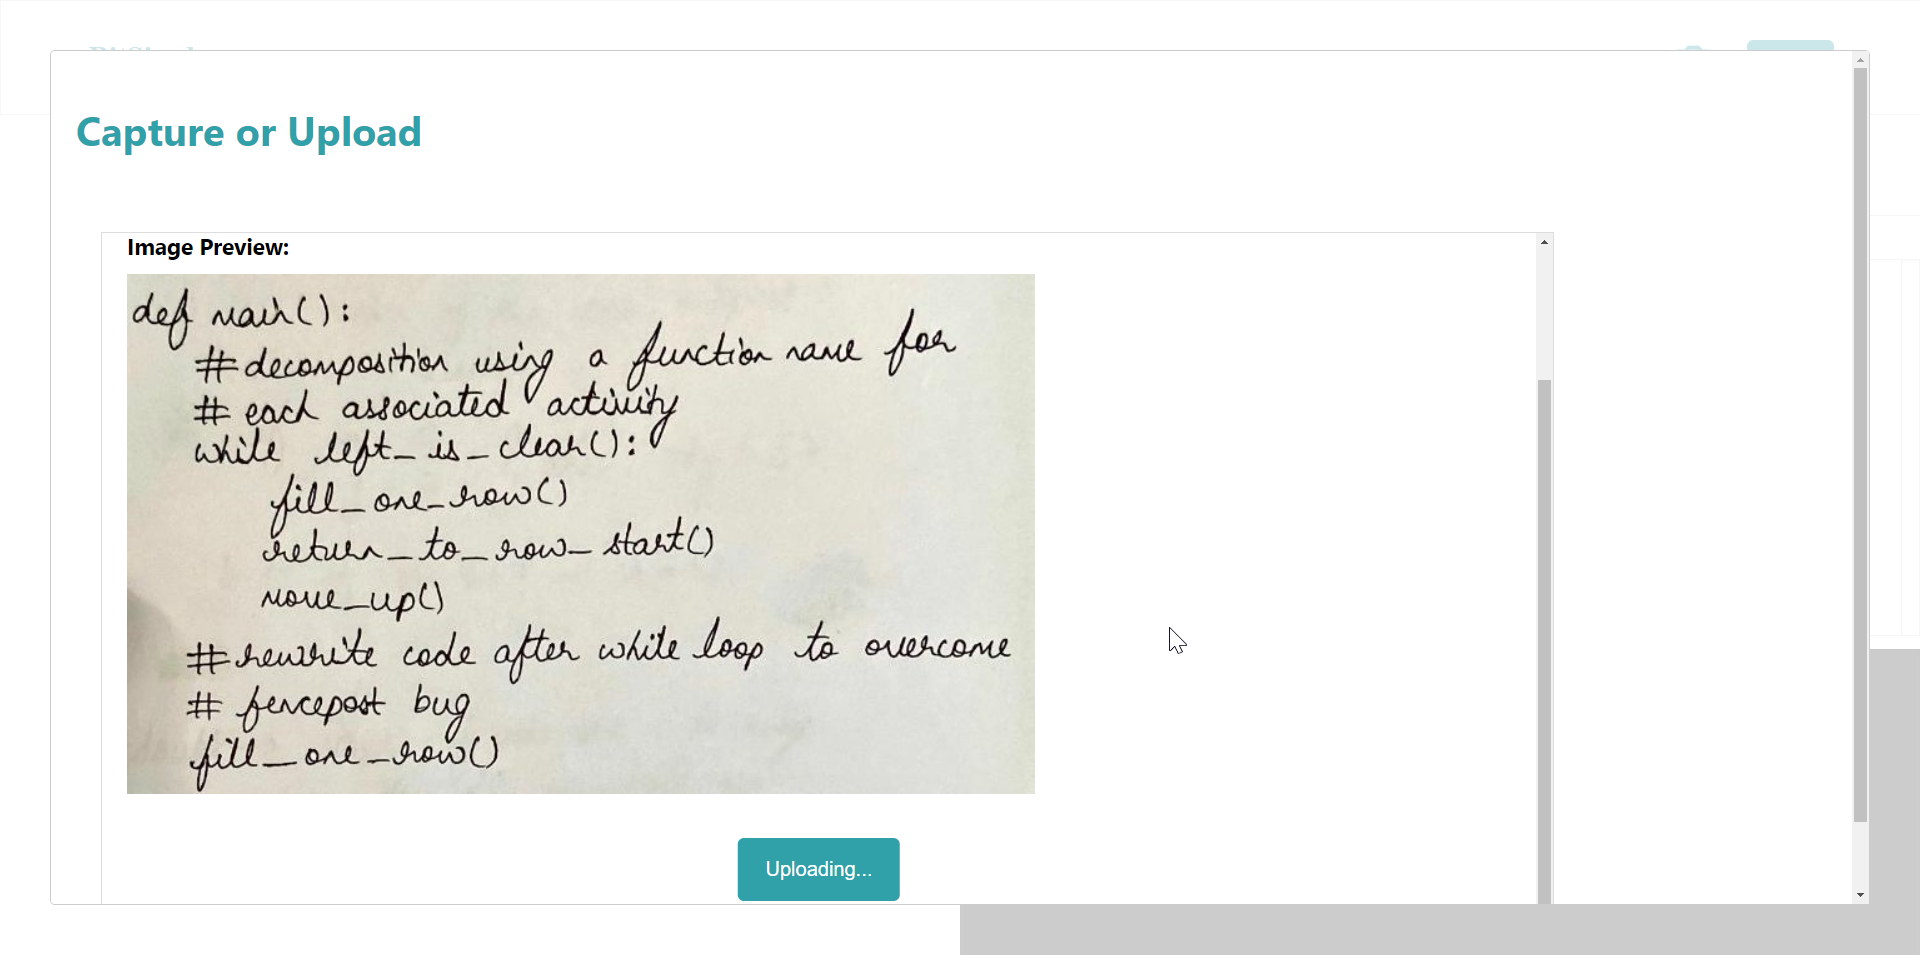 Capture or Upload
Image Preview:
def main():
#decomposition using a function name for
# each associated activity
while left_is_clear():
fill_one_row()
return_to_row_start()
move_up()
#rewrite code after while loop to overcome
# fencepost bug
fill_one_row()
Uploading...